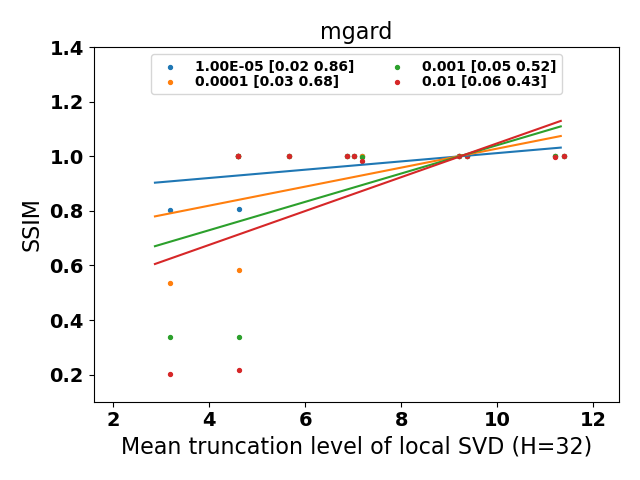 mgard
1.4
1.00E-05 [0.02 0.86] 0.001 [0.05 0.52]
0.0001 [0.03 0.68] 0.01 [0.06 0.43]
1.2
1.0
0.8
0.6
0.4
0.2
SSIM
2 4 6 8 10 12
Mean truncation level of local SVD (H=32)